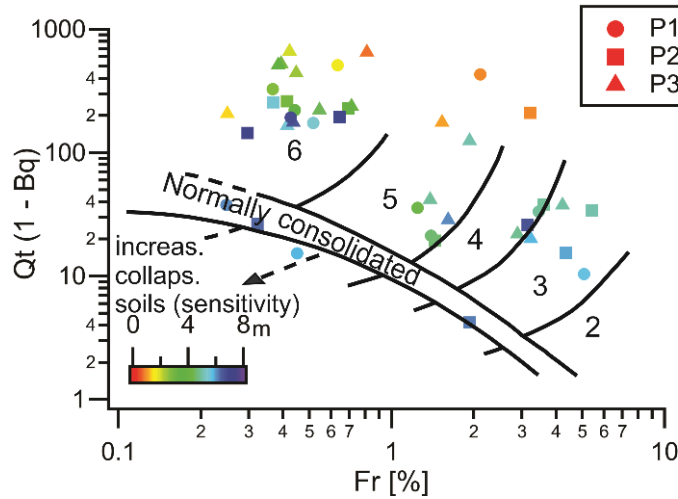 1000
4
2
100
4
2
10
4
2
1
Qt (1 - Bq)
P1
P2
P3
6
5
4
3
2
Normally consolidated
increas.
collaps.
soils (sensitivity)
0 4 8m
0.1 2 3 4 5 6 7 1 2 3 4 5 6 7 10
Fr [%]